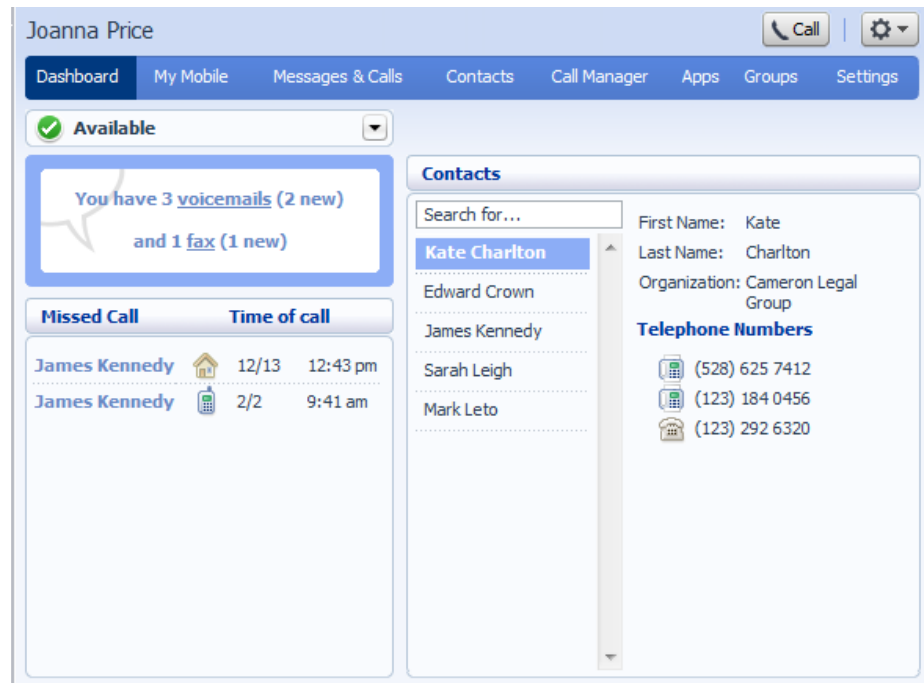 Joanna Price
Call
Dashboard My Mobile Messages & Calls Contacts Call Manager Apps Groups Settings
Available
You have 3 voicemails (2 new)
and 1 fax (1 new)
Missed Call Time of call
James Kennedy 12/13 12:43 pm
James Kennedy 2/2 9:41 am
Contacts
Search for...
Kate Charlton
Edward Crown
James Kennedy
Sarah Leigh
Mark Leto
First Name: Kate
Last Name: Charlton
Organization: Cameron Legal
Group
Telephone Numbers
(528) 625 7412
(123) 184 0456
(123) 292 6320